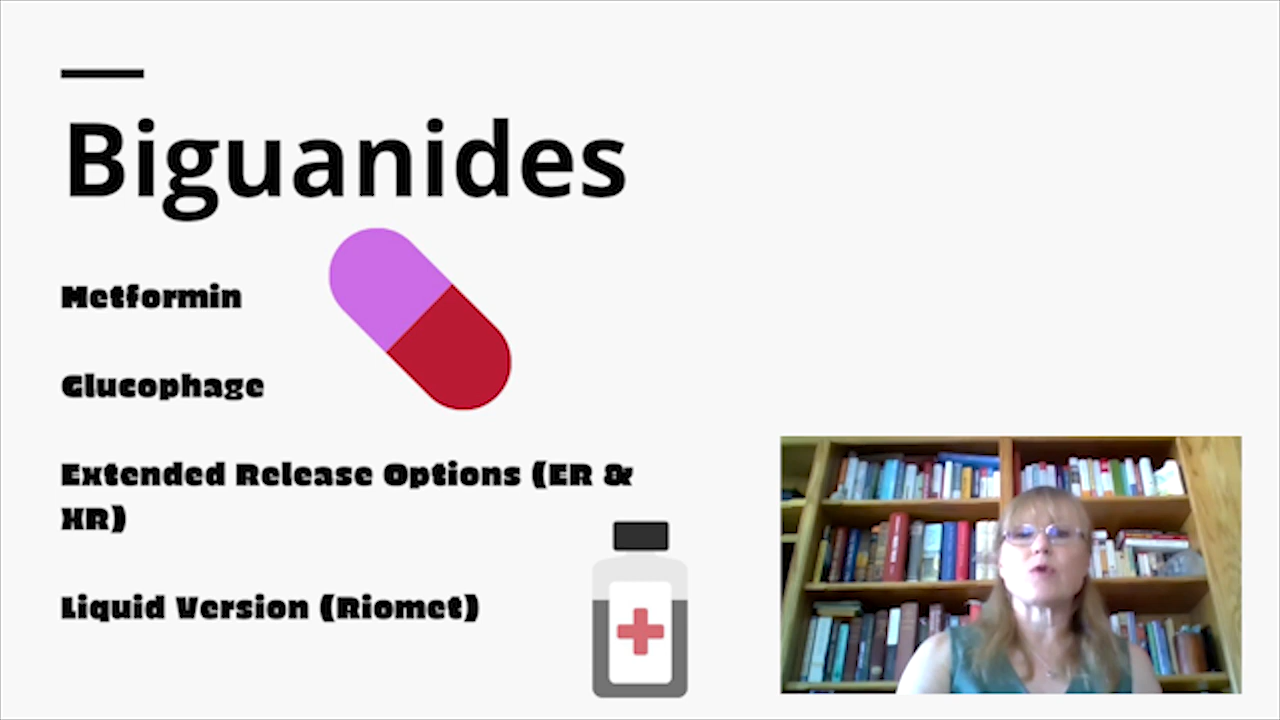 Biguanides
Metformin
Glucophage
Extended Release Options (ER &
XR)
Liquid Version (Riomet)